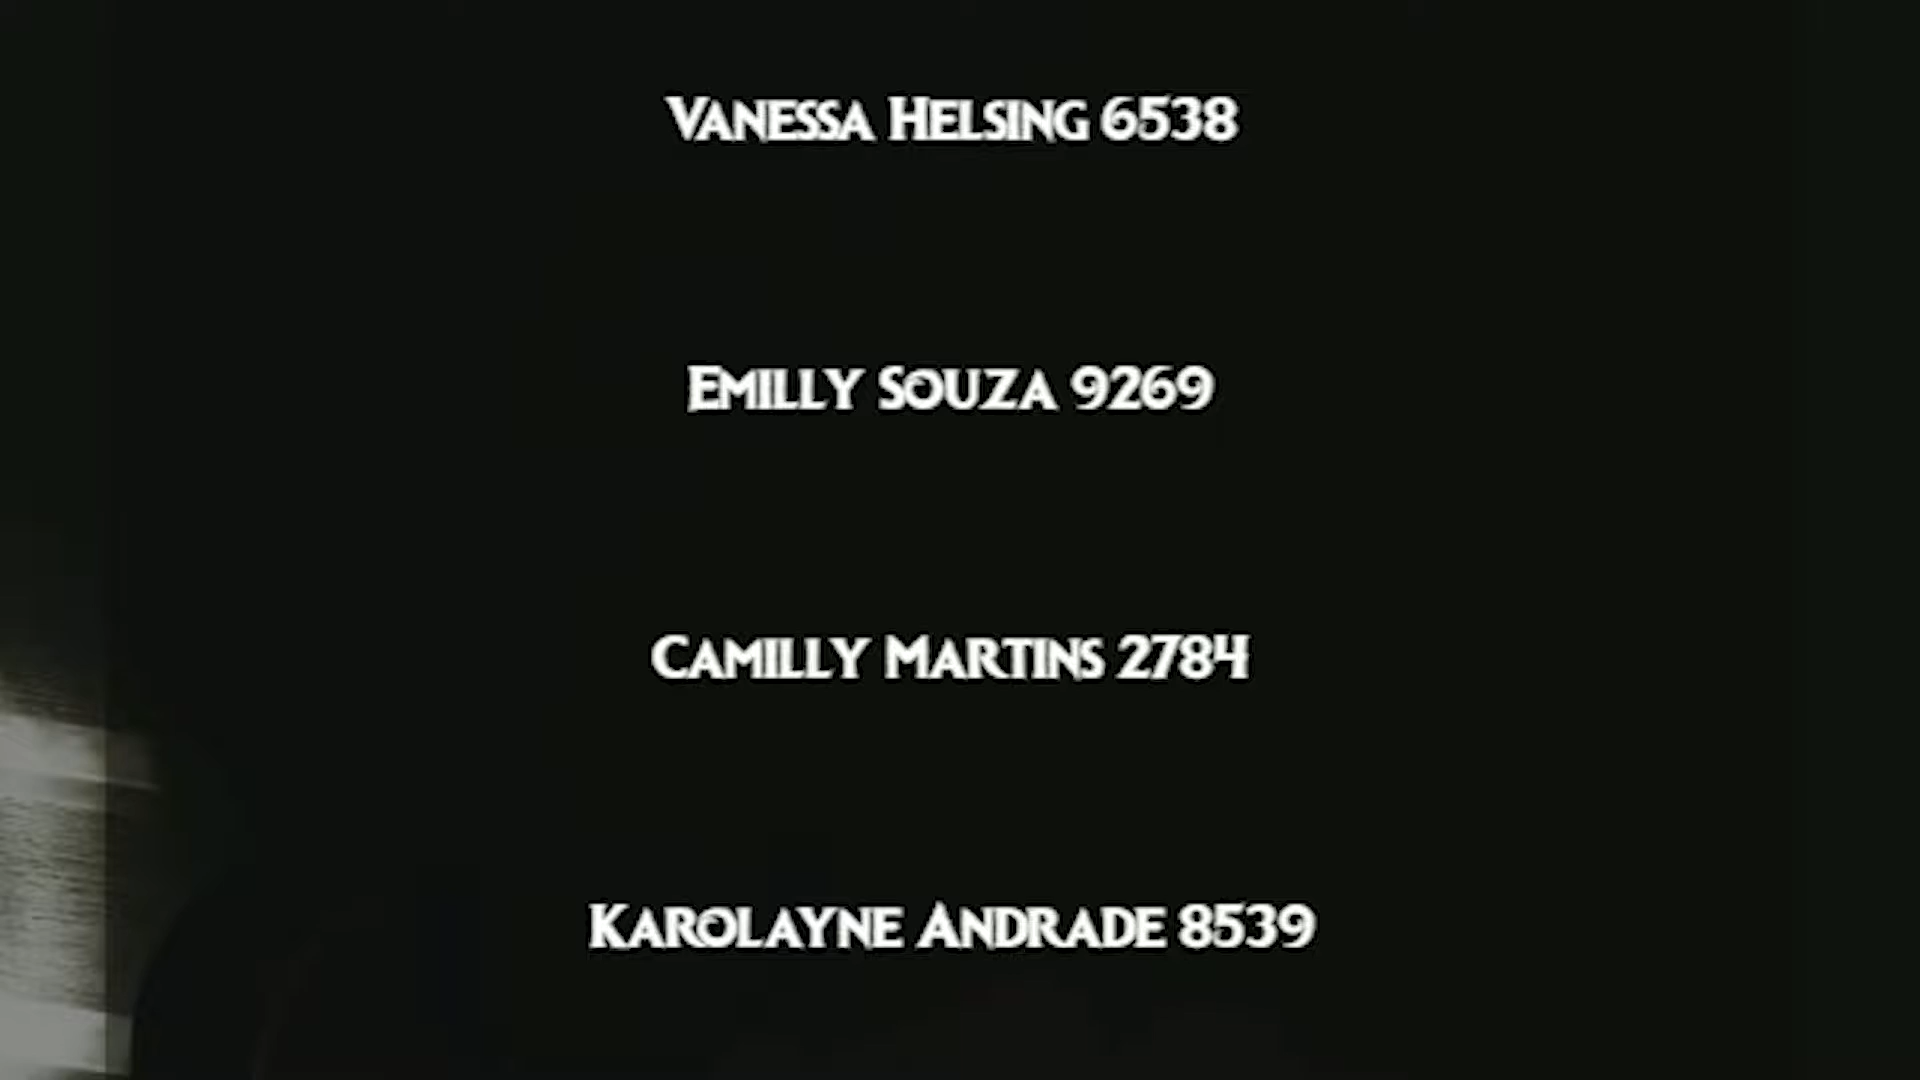 Vanessa Helsing 6538
Emilly Souza 9269
Camilly Martins 2784
Karolayne Andrade 8539